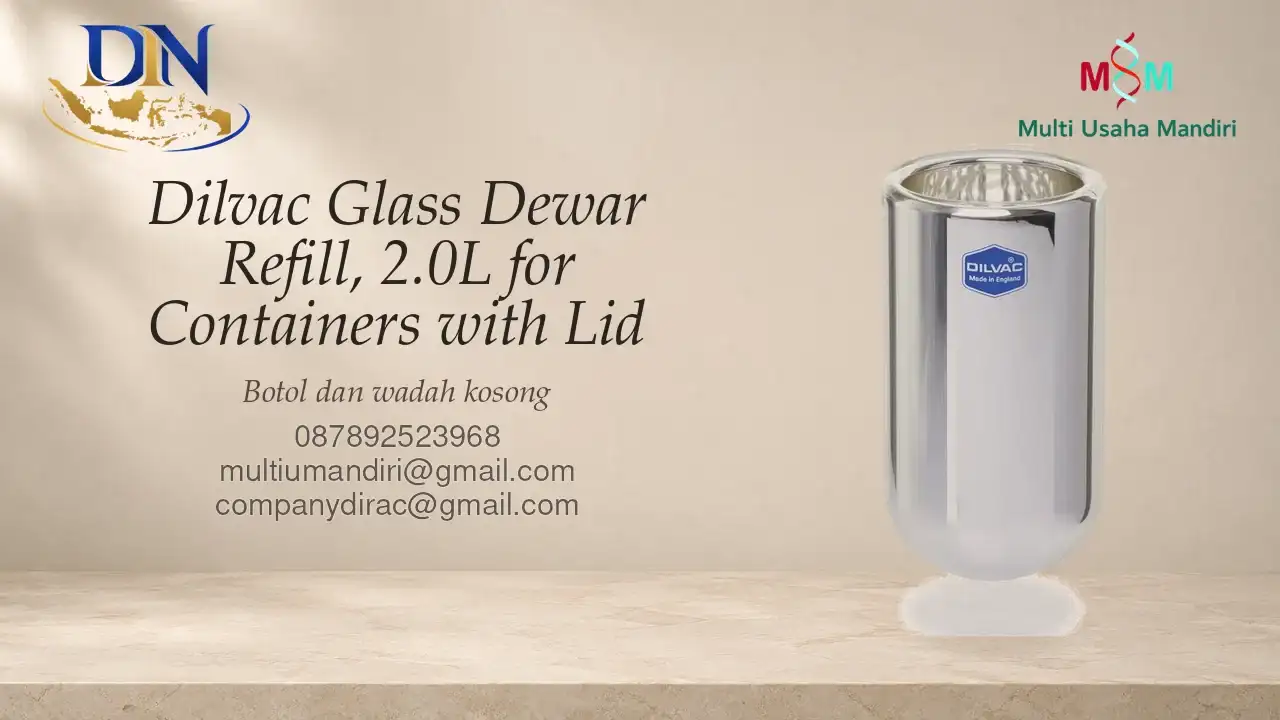 DIN
MSM
Multi Usaha Mandiri
Dilvac Glass Dewar
Refill, 2.0L for
Containers with Lid
Botol dan wadah kosong
087892523968
multiumandiri@gmail.com
companydirac@gmail.com
DILVAC®
Made in England